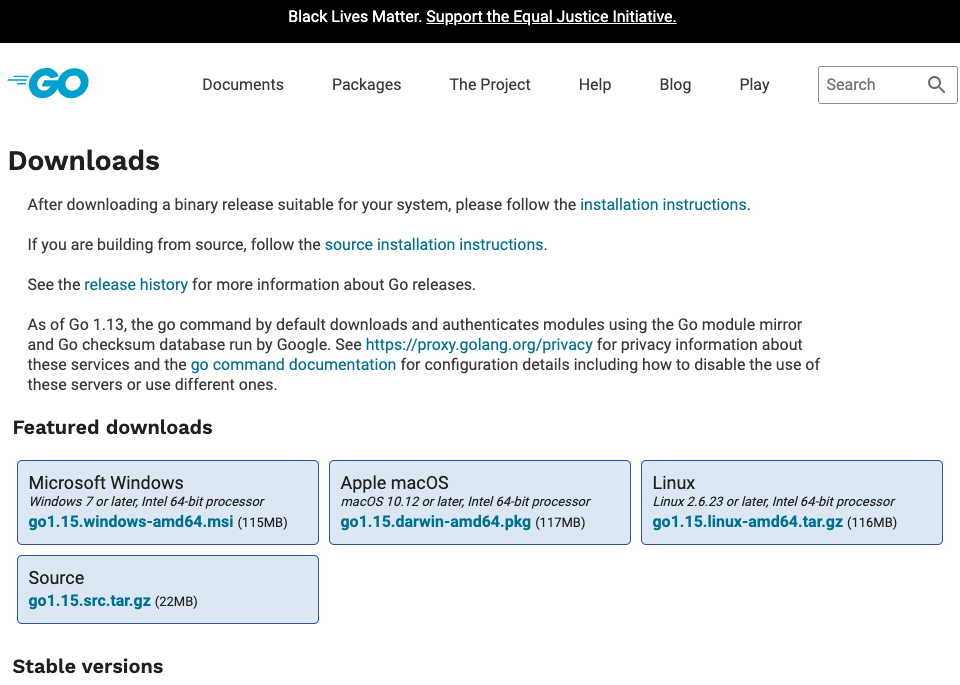 Black Lives Matter. Support the Equal Justice Initiative.
GO
Documents
Packages
The Project
Help
Blog
Play
Search
Downloads
After downloading a binary release suitable for your system, please follow the installation instructions.
If you are building from source, follow the source installation instructions.
See the release history for more information about Go releases.
As of Go 1.13, the go command by default downloads and authenticates modules using the Go module mirror
and Go checksum database run by Google. See https://proxy.golang.org/privacy for privacy information about
these services and the go command documentation for configuration details including how to disable the use of
these servers or use different ones.
Featured downloads
Microsoft Windows
Windows 7 or later, Intel 64-bit processor
go1.15.windows-amd64.msi (115MB)
Apple macOS
macOS 10.12 or later, Intel 64-bit processor
go1.15.darwin-amd64.pkg (117MB)
Linux
Linux 2.6.23 or later, Intel 64-bit processor
go1.15.linux-amd64.tar.gz (116MB)
Source
go1.15.src.tar.gz (22MB)
Stable versions